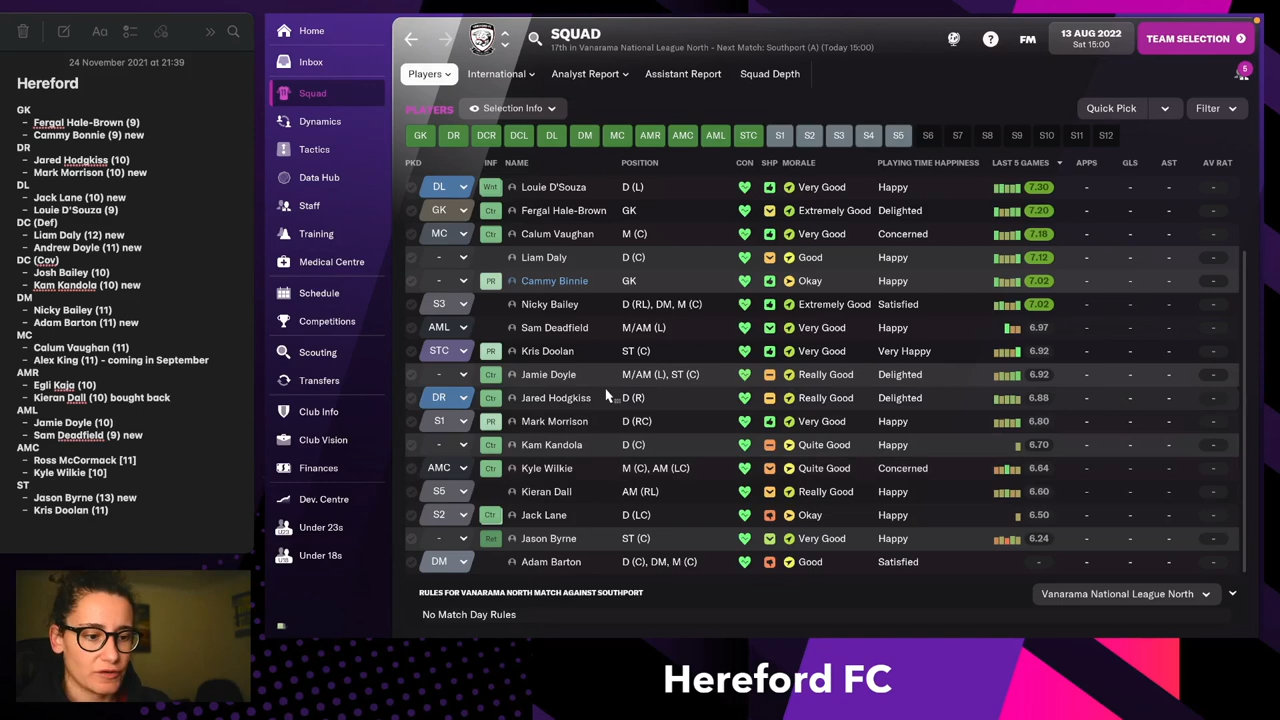 24 November 2021 at 21:39
Hereford
GK
Fergal Hale-Brown (9)
Cammy Bonnie (9) new
DR
Jared Hodgkiss (10)
Mark Morrison (10) new
DL
Jack Lane (10) new
Louie D'Souza (9)
DC (Def)
Liam Daly (12) new
Andrew Doyle (11) new
DC (Cov)
Josh Bailey (10)
Kam Kandola (10) new
DM
Nicky Bailey (11)
Adam Barton (11) new
MC
Calum Vaughan (11)
Alex King (11) - coming in September
AMR
Egli Kaja (10)
Kieran Dall (10) bought back
AML
Jamie Doyle (10)
Sam Deadfield (9) new
AMC
Ross McCormack [11]
Kyle Wilkie [10]
ST
Jason Byrne (13) new
Kris Doolan (11)
Home
Inbox
Squad
Dynamics
Tactics
Data Hub
Staff
Training
Medical Centre
Schedule
Competitions
Scouting
Transfers
Club Info
Club Vision
Finances
Dev. Centre
U23 Under 23s
U18 Under 18s
SQUAD
17th in Vanarama National League North - Next Match: Southport (A) (Today 15:00)
? FM 13 AUG 2022 Sat 15:00 TEAM SELECTION
Players International Analyst Report Assistant Report Squad Depth 5
PLAYERS Selection Info Quick Pick Filter
GK DR DCR DCL DL DM MC AMR AMC AML STC S1 S2 S3 S4 S5 S6 S7 S8 S9 S10 S11 S12
PKD INF NAME POSITION CON SHP MORALE PLAYING TIME HAPPINESS LAST 5 GAMES APPS GLS AST AV RAT
DL Wnt Louie D'Souza D (L) Very Good Happy 7.30 - - - -
GK Ctr Fergal Hale-Brown GK Extremely Good Delighted 7.20 - - - -
MC Ctr Calum Vaughan M (C) Very Good Concerned 7.18 - - - -
- Liam Daly D (C) Good Happy 7.12 - - - -
- PR Cammy Binnie GK Okay Happy 7.02 - - - -
S3 Nicky Bailey D (RL), DM, M (C) Extremely Good Satisfied 7.02 - - - -
AML Sam Deadfield M/AM (L) Very Good Happy 6.97 - - - -
STC PR Kris Doolan ST (C) Very Good Very Happy 6.92 - - - -
- Ctr Jamie Doyle M/AM (L), ST (C) Really Good Delighted 6.92 - - - -
DR Ctr Jared Hodgkiss D (R) Really Good Delighted 6.88 - - - -
S1 PR Mark Morrison D (RC) Very Good Happy 6.80 - - - -
- Ctr Kam Kandola D (C) Quite Good Happy 6.70 - - - -
AMC Ctr Kyle Wilkie M (C), AM (LC) Quite Good Concerned 6.64 - - - -
S5 Kieran Dall AM (RL) Really Good Happy 6.60 - - - -
S2 Ctr Jack Lane D (LC) Okay Happy 6.50 - - - -
- Ret Jason Byrne ST (C) Very Good Happy 6.24 - - - -
DM Adam Barton D (C), DM, M (C) Good Satisfied - - - - -
RULES FOR VANARAMA NORTH MATCH AGAINST SOUTHPORT Vanarama National League North
No Match Day Rules
Hereford FC